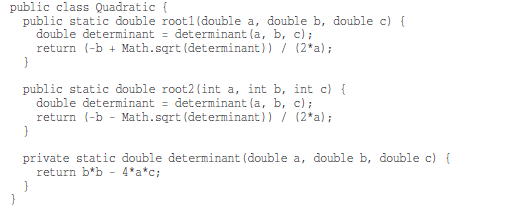 public class Quadratic {
  public static double root1(double a, double b, double c) {
    double determinant = determinant(a, b, c);
    return (-b + Math.sqrt(determinant)) / (2*a);
  }

  public static double root2(int a, int b, int c) {
    double determinant = determinant(a, b, c);
    return (-b - Math.sqrt(determinant)) / (2*a);
  }

  private static double determinant(double a, double b, double c) {
    return b*b - 4*a*c;
  }
}